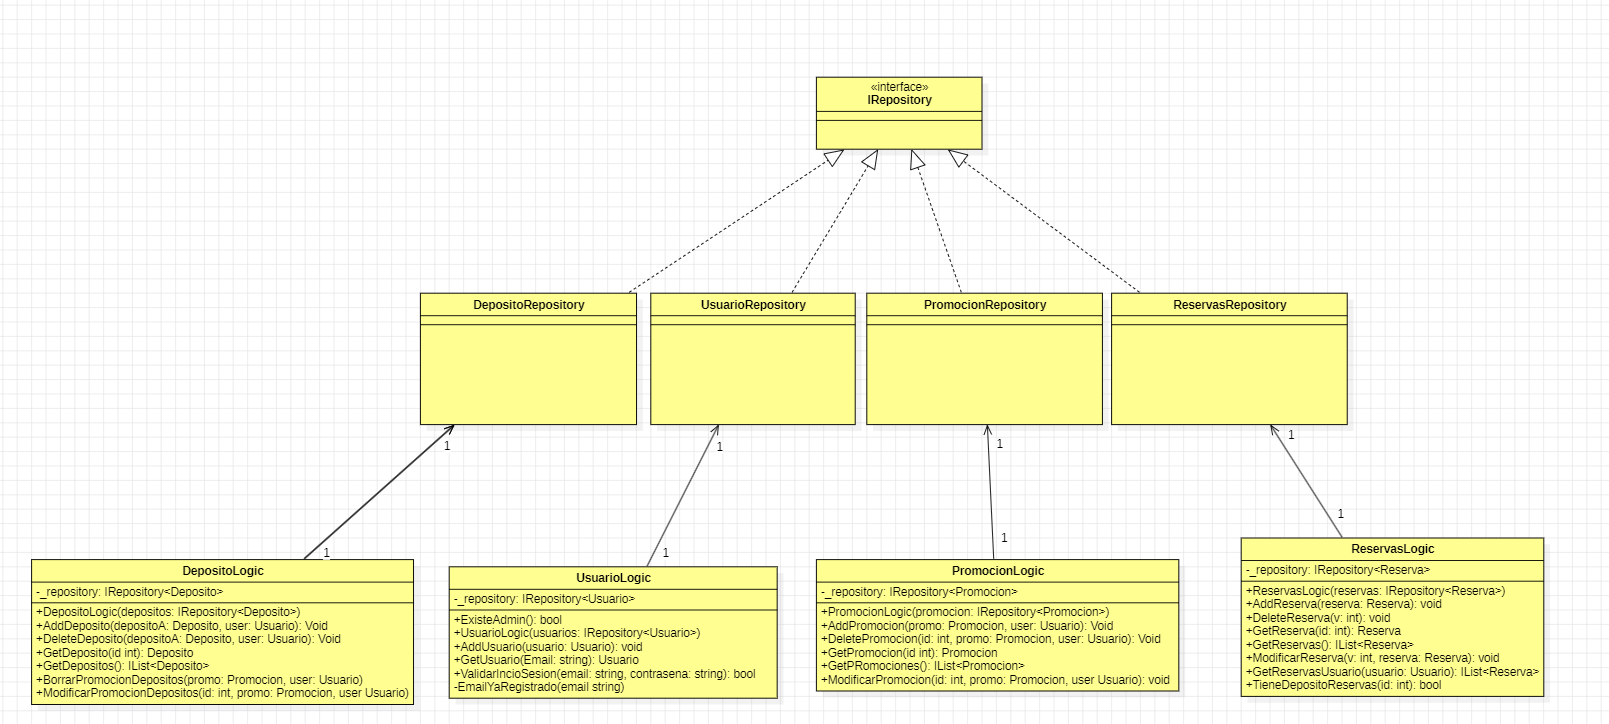 «interface»
IRepository
DepositoRepository
UsuarioRepository
PromocionRepository
ReservasRepository
1
1
1
1
1
1
1
1
DepositoLogic
-_repository: IRepository<Deposito>
+DepositoLogic(depositos: IRepository<Deposito>)
+AddDeposito(depositoA: Deposito, user: Usuario): Void
+DeleteDeposito(depositoA: Deposito, user: Usuario): Void
+GetDeposito(id int): Deposito
+GetDepositos(): IList<Deposito>
+BorrarPromocionDepositos(promo: Promocion, user: Usuario)
+ModificarPromocionDepositos(id: int, promo: Promocion, user Usuario)
UsuarioLogic
-_repository: IRepository<Usuario>
+ExisteAdmin(): bool
+UsuarioLogic(usuarios: IRepository<Usuario>)
+AddUsuario(usuario: Usuario): void
+GetUsuario(Email: string): Usuario
+ValidarIncioSesion(email: string, contrasena: string): bool
-EmailYaRegistrado(email string)
PromocionLogic
-_repository: IRepository<Promocion>
+PromocionLogic(promocion: IRepository<Promocion>)
+AddPromocion(promo: Promocion, user: Usuario): Void
+DeletePromocion(id: int, promo: Promocion, user: Usuario): Void
+GetPromocion(id int): Promocion
+GetPRomociones(): IList<Promocion>
+ModificarPromocion(id: int, promo: Promocion, user Usuario): void
ReservasLogic
-_repository: IRepository<Reserva>
+ReservasLogic(reservas: IRepository<Reserva>)
+AddReserva(reserva: Reserva): void
+DeleteReserva(v: int): void
+GetReserva(id: int): Reserva
+GetReservas(): IList<Reserva>
+ModificarReserva(v: int, reserva: Reserva): void
+GetReservasUsuario(usuario: Usuario): IList<Reserva>
+TieneDepositoReservas(id: int): bool